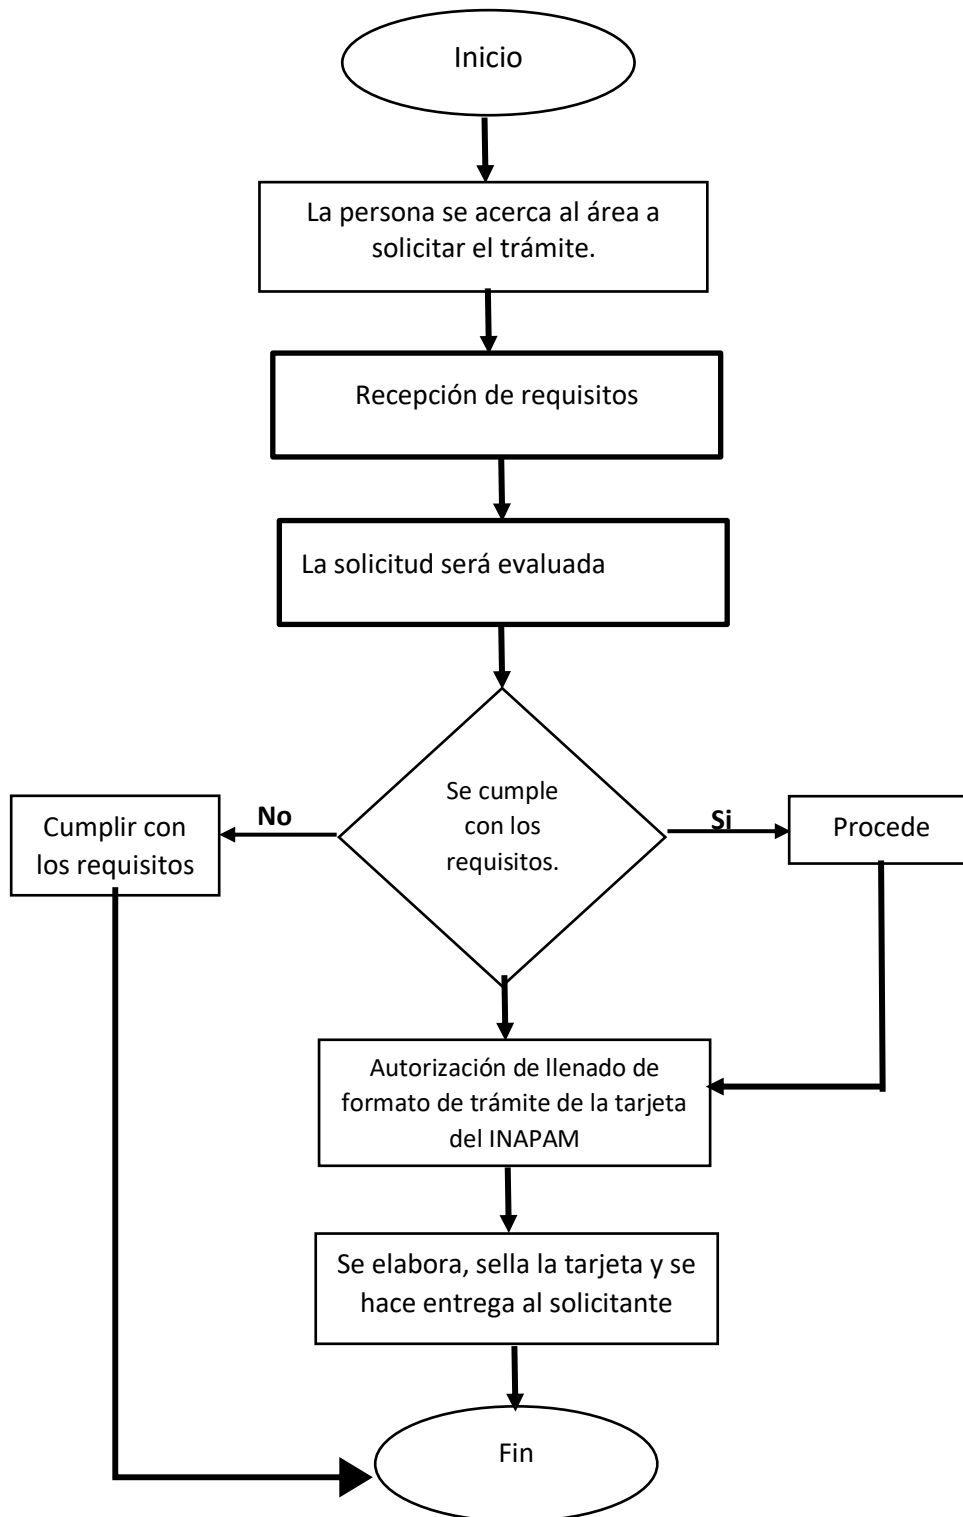 Inicio
La persona se acerca al área a
solicitar el trámite.
Recepción de requisitos
La solicitud será evaluada
Se cumple
con los
requisitos.
No
Cumplir con
los requisitos
Si
Procede
Autorización de llenado de
formato de trámite de la tarjeta
del INAPAM
Se elabora, sella la tarjeta y se
hace entrega al solicitante
Fin